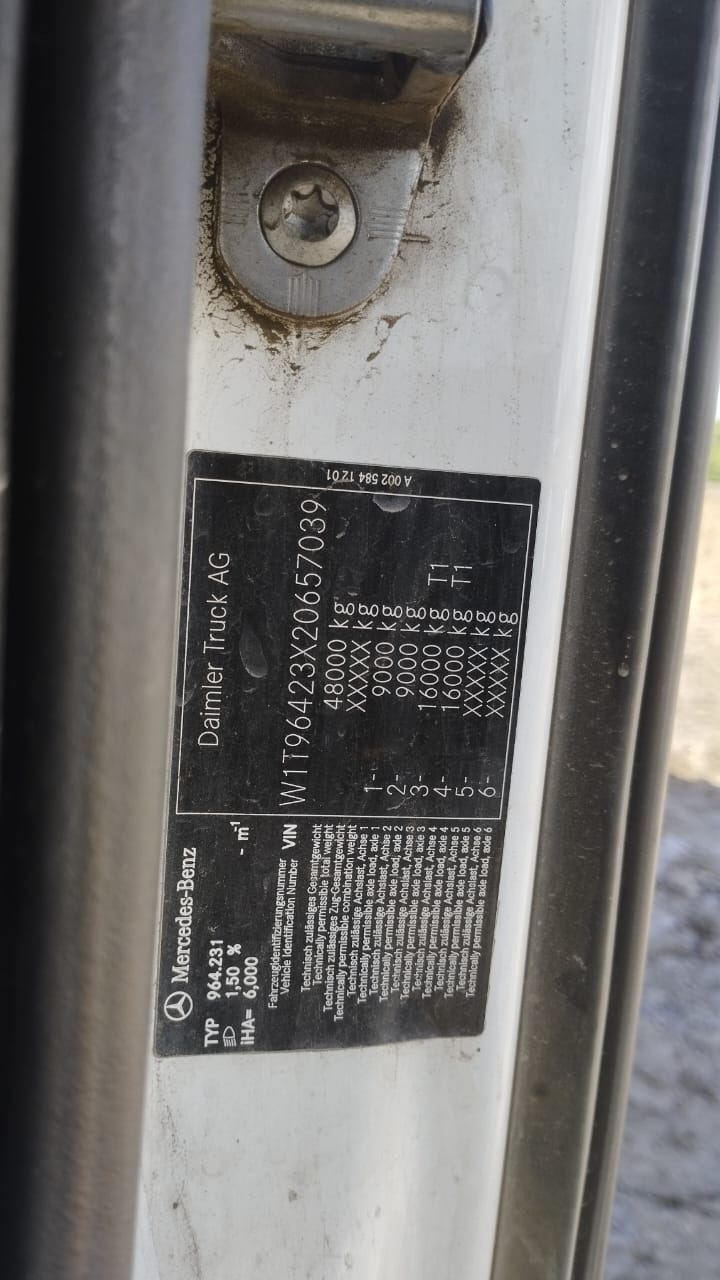 Mercedes-Benz
Daimler Truck AG
TYP 964.231
1,50 %
iHA= 6,000 - m-1
Fahrzeugidentifizierungsnummer
Vehicle Identification Number VIN W1T96423X20657039
Technisch zulässiges Gesamtgewicht
Technically permissible total weight 48000 kg
Technisch zulässiges Zug-Gesamtgewicht
Technically permissible combination weight XXXXX kg
Technisch zulässige Achslast, Achse 1
Technically permissible axle load, axle 1 1- 9000 kg
Technisch zulässige Achslast, Achse 2
Technically permissible axle load, axle 2 2- 9000 kg
Technisch zulässige Achslast, Achse 3
Technically permissible axle load, axle 3 3- 16000 kg T1
Technisch zulässige Achslast, Achse 4
Technically permissible axle load, axle 4 4- 16000 kg T1
Technisch zulässige Achslast, Achse 5
Technically permissible axle load, axle 5 5- XXXXX kg
Technisch zulässige Achslast, Achse 6
Technically permissible axle load, axle 6 6- XXXXX kg
A 002 584 12 01